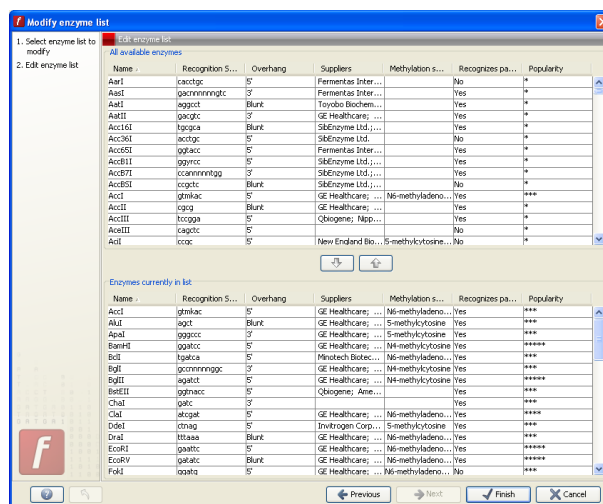 Modify enzyme list
1. Select enzyme list to
modify
2. Edit enzyme list
Edit enzyme list
All available enzymes
Name Recognition S... Overhang Suppliers Methylation s... Recognizes pa... Popularity
AarI cacctgc 5' Fermentas Inter... No *
AasI gacnnnnnngtc 3' Fermentas Inter... Yes *
AatI aggcct Blunt Toyobo Biochem... Yes *
AatII gacgtc 3' GE Healthcare; ... Yes *
Acc16I tgcgca Blunt SibEnzyme Ltd.;... Yes *
Acc36I acctgc 5' SibEnzyme Ltd. No *
Acc65I ggtacc 5' Fermentas Inter... Yes *
AccB1I ggyrcc 5' SibEnzyme Ltd.;... Yes *
AccB7I ccannnnntgg 3' SibEnzyme Ltd.;... Yes *
AccBSI ccgctc Blunt SibEnzyme Ltd.;... No *
AccI gtmkac 5' GE Healthcare; ... N6-methyladeno... Yes ***
AccII cgcg Blunt GE Healthcare; ... Yes *
AccIII tccgga 5' Qbiogene; Nipp... Yes *
AceIII cagctc 5' No *
AciI ccgc 5' New England Bio... 5-methylcytosine... No *
Enzymes currently in list
Name Recognition S... Overhang Suppliers Methylation s... Recognizes pa... Popularity
AccI gtmkac 5' GE Healthcare; ... N6-methyladeno... Yes ***
AluI agct Blunt GE Healthcare; ... 5-methylcytosine Yes ***
ApaI gggccc 3' GE Healthcare; ... 5-methylcytosine Yes ***
BamHI ggatcc 5' GE Healthcare; ... N4-methylcytosine Yes *****
BclI tgatca 5' Minotech Biotec... N6-methyladeno... Yes ***
BglI gccnnnnnggc 3' GE Healthcare; ... N4-methylcytosine Yes ***
BglII agatct 5' GE Healthcare; ... N4-methylcytosine Yes *****
BstEII ggtnacc 5' Qbiogene; Ame... Yes ***
ChaI gatc 3' Yes ***
ClaI atcgat 5' GE Healthcare; ... N6-methyladeno... Yes ****
DdeI ctnag 5' Invitrogen Corp... 5-methylcytosine Yes ***
DraI tttaaa Blunt GE Healthcare; ... N6-methyladeno... Yes ***
EcoRI gaattc 5' GE Healthcare; ... N6-methyladeno... Yes *****
EcoRV gatatc Blunt GE Healthcare; ... N6-methyladeno... Yes *****
FokI ggatg 5' GE Healthcare; ... N6-methyladeno... No ***
Previous Next Finish Cancel